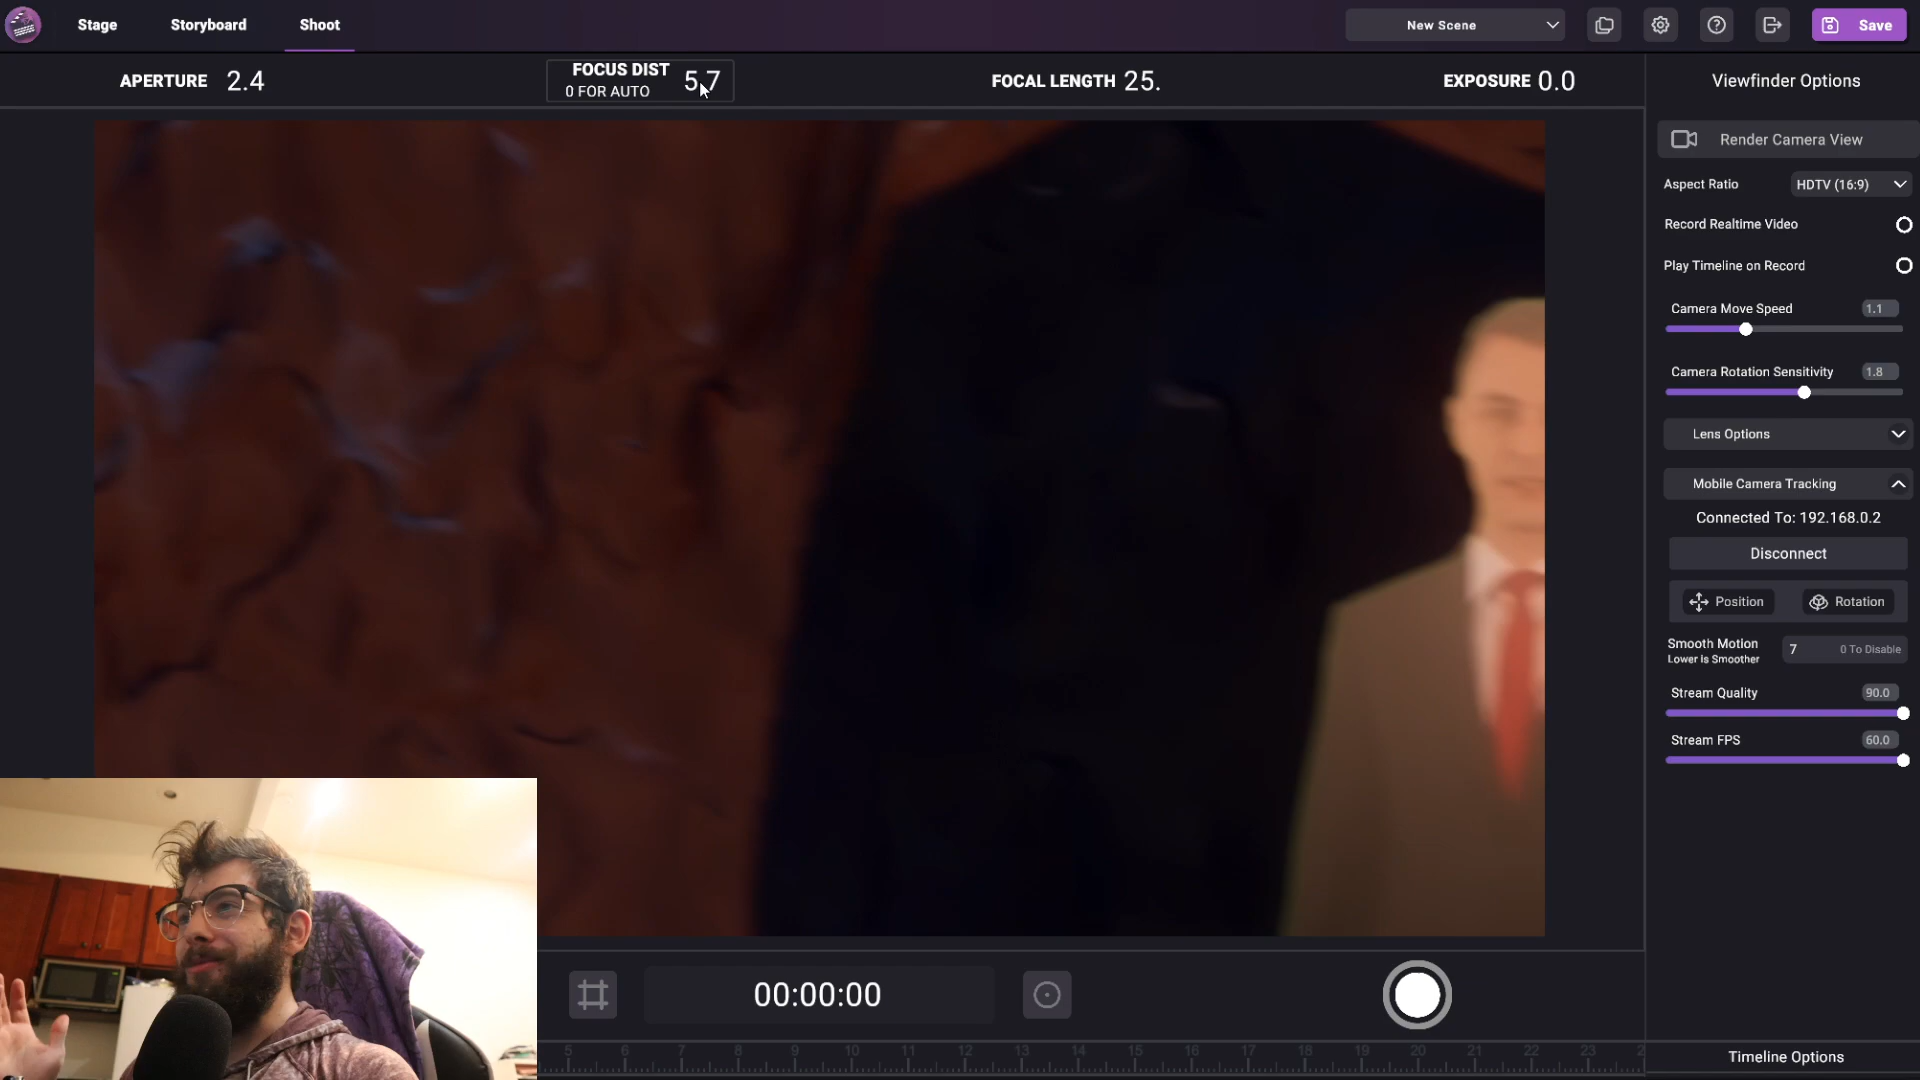 Stage
Storyboard
Shoot
New Scene
Save
APERTURE 2.4
FOCUS DIST
0 FOR AUTO
5.7
FOCAL LENGTH 25.
EXPOSURE 0.0
Viewfinder Options
Render Camera View
Aspect Ratio
HDTV (16:9)
Record Realtime Video
Play Timeline on Record
Camera Move Speed
1.1
Camera Rotation Sensitivity
1.8
Lens Options
Mobile Camera Tracking
Connected To: 192.168.0.2
Disconnect
Position
Rotation
Smooth Motion
Lower is Smoother
7
0 To Disable
Stream Quality
90.0
Stream FPS
60.0
00:00:00
5 6 7 8 9 10 11 12 13 14 15 16 17 18 19 20 21 22 23
Timeline Options